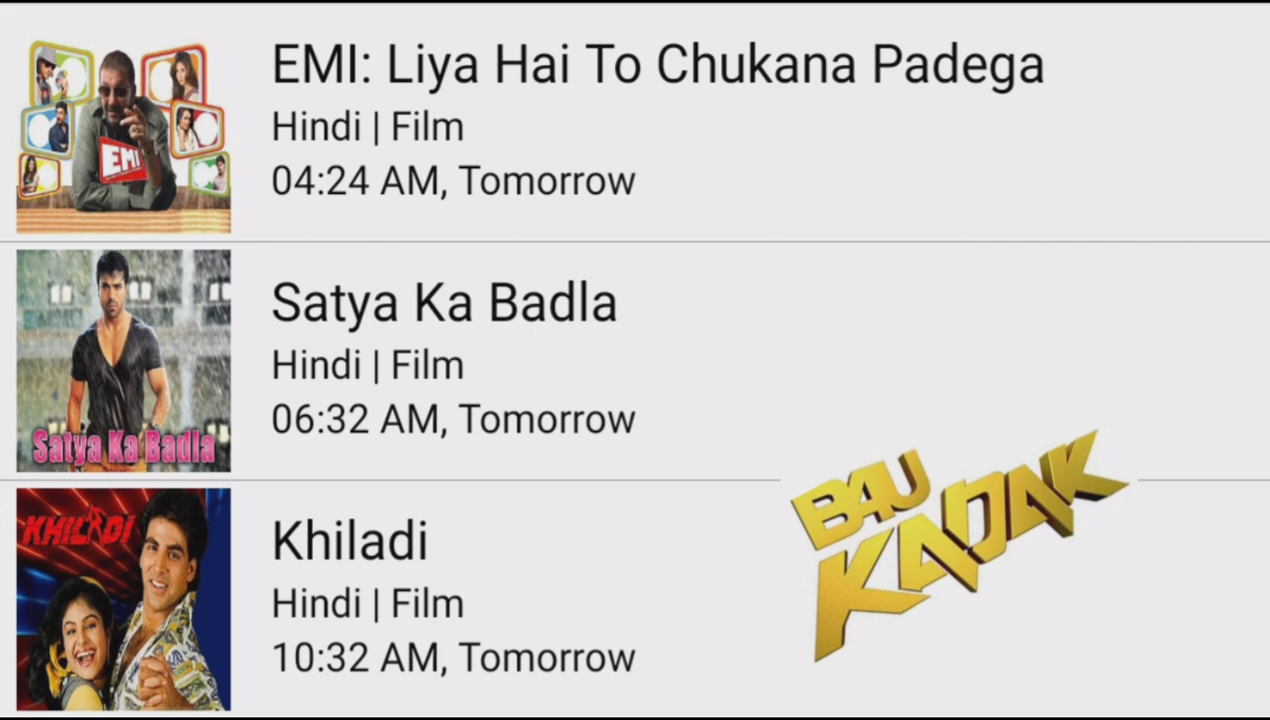 EMI: Liya Hai To Chukana Padega
Hindi | Film
04:24 AM, Tomorrow
EMI
Satya Ka Badla
Hindi | Film
06:32 AM, Tomorrow
Satya Ka Badla
Khiladi
Hindi | Film
10:32 AM, Tomorrow
KHILADI
B4U
KADAK